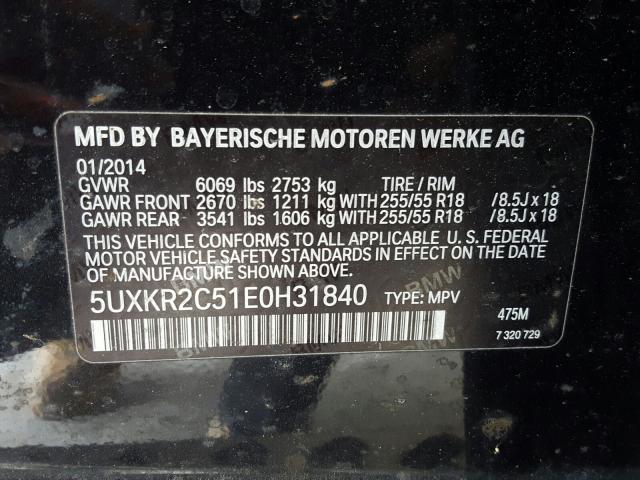 MFD BY BAYERISCHE MOTOREN WERKE AG
01/2014
GVWR 6069 lbs 2753 kg TIRE / RIM
GAWR FRONT 2670 lbs 1211 kg WITH 255/55 R18 /8.5J x 18
GAWR REAR 3541 lbs 1606 kg WITH 255/55 R18 /8.5J x 18
THIS VEHICLE CONFORMS TO ALL APPLICABLE U. S. FEDERAL
MOTOR VEHICLE SAFETY STANDARDS IN EFFECT ON THE DATE
OF MANUFACTURE SHOWN ABOVE.
5UXKR2C51E0H31840 TYPE: MPV
475M
7 320 729